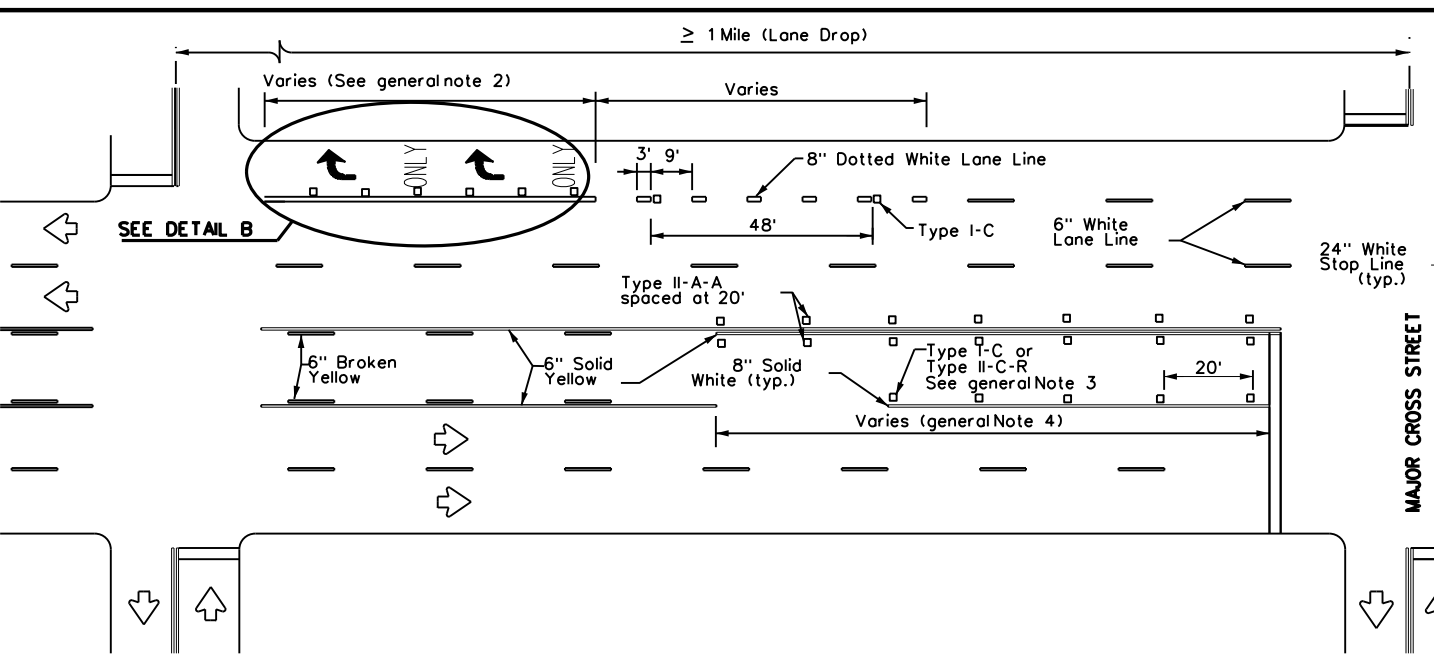 ≥ 1 Mile (Lane Drop)
Varies (See general note 2)
Varies
ONLY
ONLY
3'
9'
8" Dotted White Lane Line
SEE DETAIL B
48'
Type I-C
6" White
Lane Line
24" White
Stop Line
(typ.)
Type II-A-A
spaced at 20'
6" Broken
Yellow
6" Solid
Yellow
8" Solid
White (typ.)
Type I-C or
Type II-C-R
See general Note 3
20'
Varies (general Note 4)
MAJOR CROSS STREET